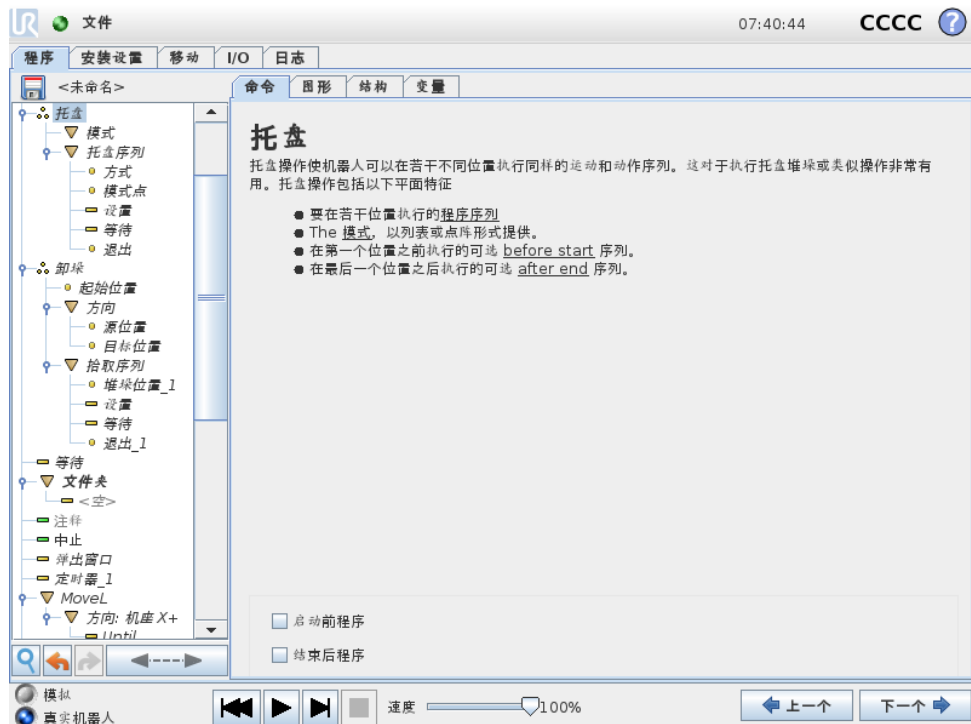 UR 文件 07:40:44 CCCC ?
程序 安装设置 移动 I/O 日志
<未命名>
命令 图形 结构 变量
托盘
模式
托盘序列
方式
模式点
设置
等待
退出
卸垛
起始位置
方向
源位置
目标位置
拾取序列
堆垛位置_1
设置
等待
退出_1
等待
文件夹
<空>
注释
中止
弹出窗口
定时器_1
MoveL
方向: 机座 X+
Until
托盘
托盘操作使机器人可以在若干不同位置执行同样的运动和动作序列。这对于执行托盘堆垛或类似操作非常有
用。托盘操作包括以下平面特征
要在若干位置执行的程序序列
The 模式，以列表或点阵形式提供。
在第一个位置之前执行的可选 before start 序列。
在最后一个位置之后执行的可选 after end 序列。
启动前程序
结束后程序
模拟
真实机器人
速度 100%
上一个 下一个